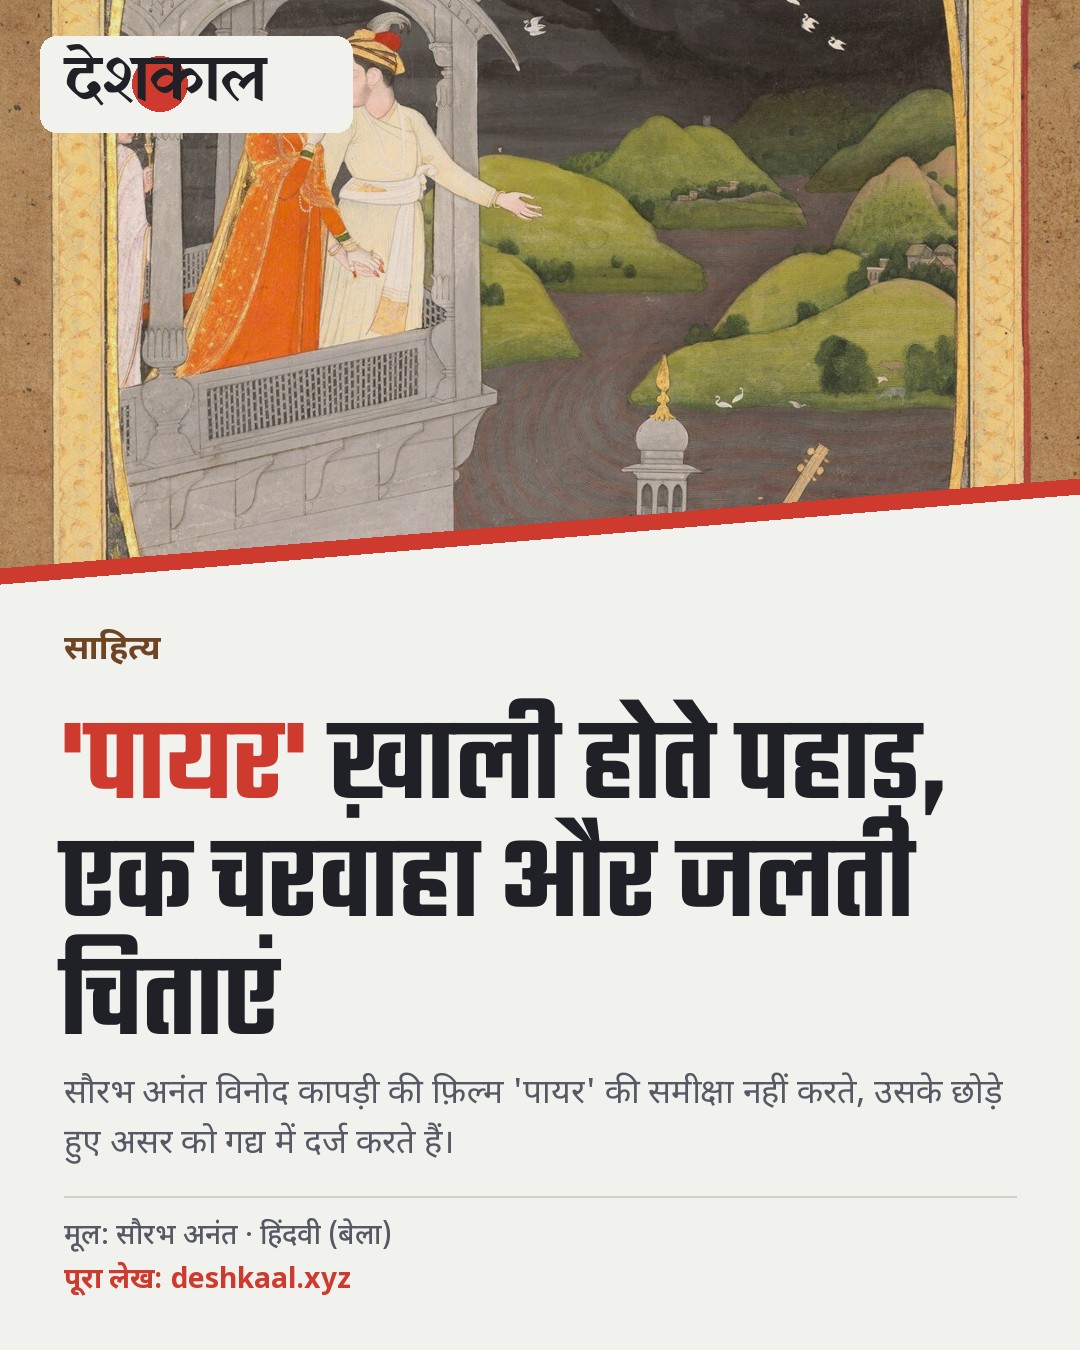 देशकाल
साहित्य
'पायर' ख़ाली होते पहाड़,
एक चरवाहा और जलती
चिताएं
सौरभ अनंत विनोद कापड़ी की फ़िल्म 'पायर' की समीक्षा नहीं करते, उसके छोड़े
हुए असर को गद्य में दर्ज करते हैं।
मूल: सौरभ अनंत · हिंदवी (बेला)
पूरा लेख: deshkaal.xyz